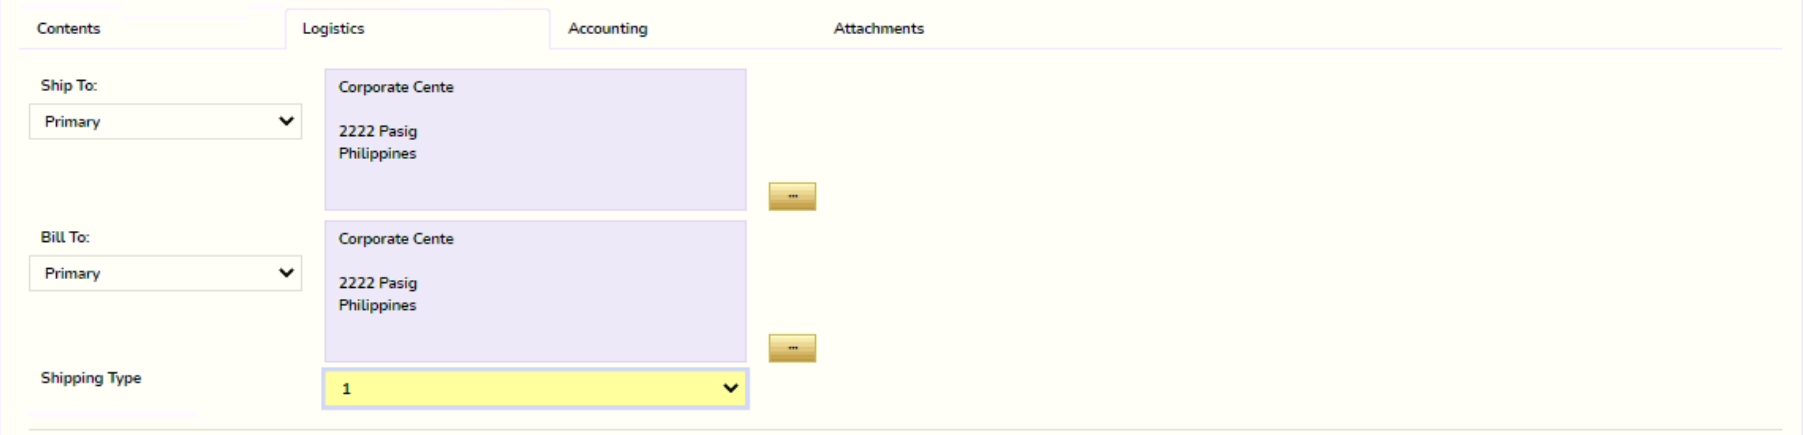 Contents
Logistics
Accounting
Attachments
Ship To:
Primary
Corporate Cente
2222 Pasig
Philippines
...
Bill To:
Primary
Corporate Cente
2222 Pasig
Philippines
...
Shipping Type
1